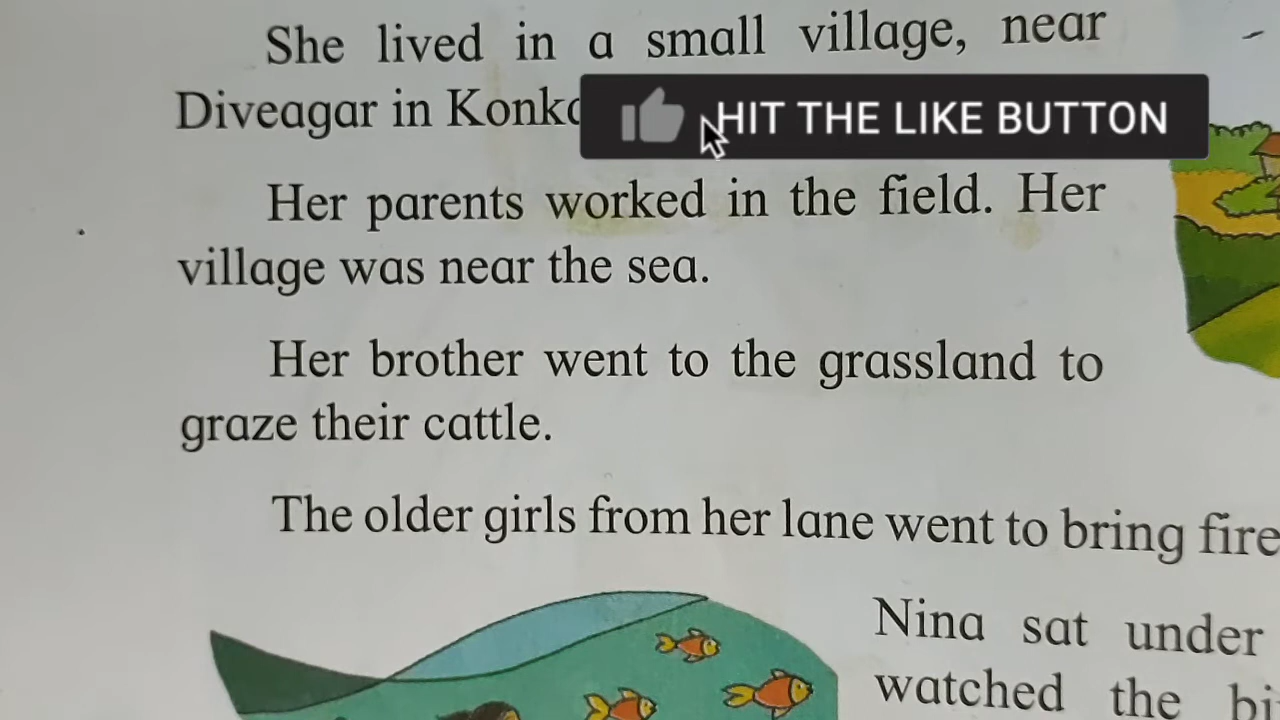 She lived in a small village, near
Diveagar in
HIT THE LIKE BUTTON
Her parents worked in the field. Her
village was near the sea.
Her brother went to the grassland to
graze their cattle.
The older girls from her lane went to bring fire
Nina sat under
watched the